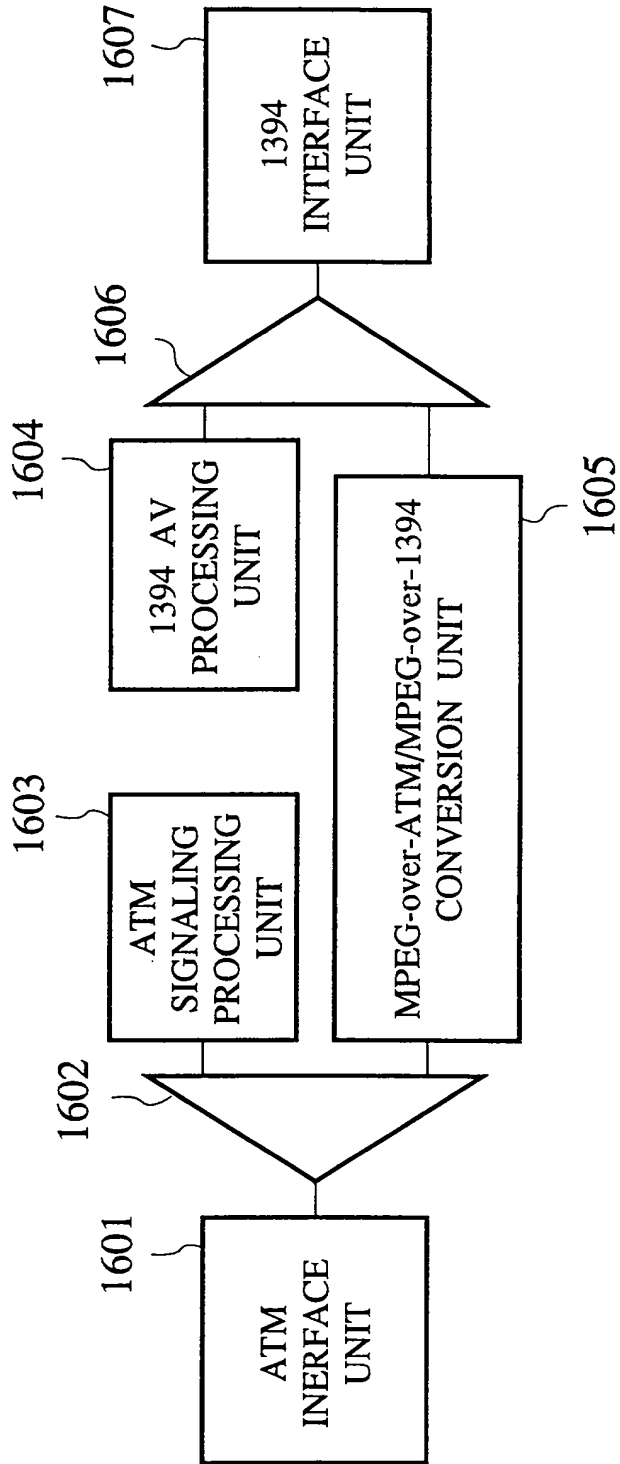 1601
ATM
INERFACE
UNIT
1602
1603
ATM
SIGNALING
PROCESSING
UNIT
1604
1394 AV
PROCESSING
UNIT
MPEG-over-ATM/MPEG-over-1394
CONVERSION UNIT
1605
1606
1607
1394
INTERFACE
UNIT